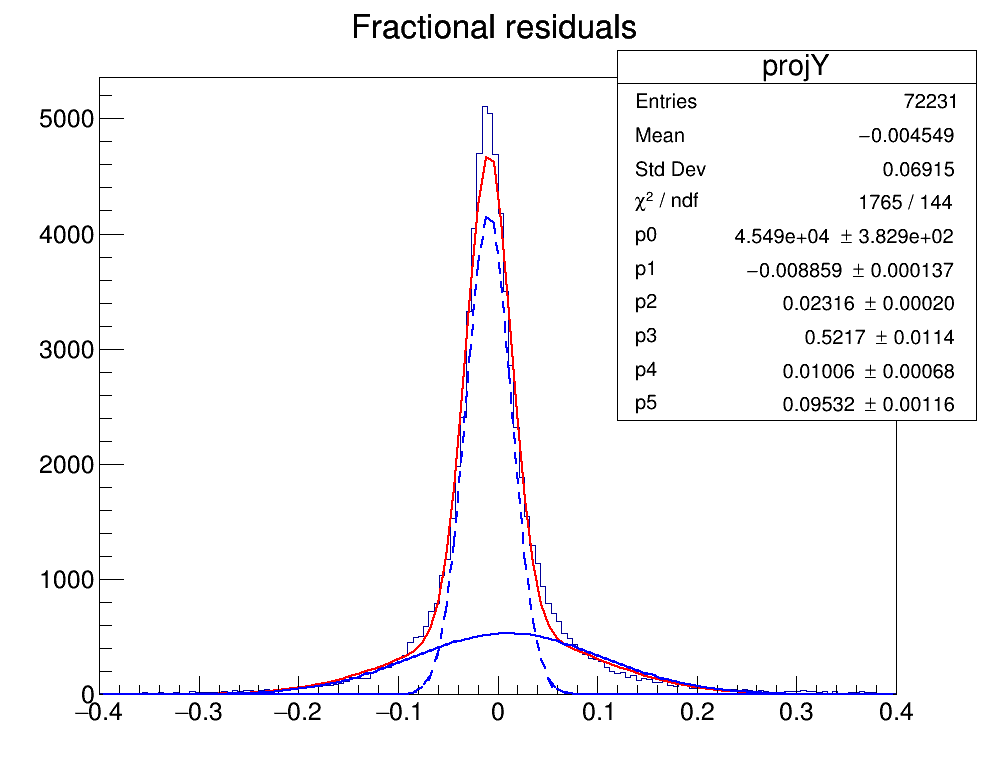 Fractional residuals
projY
Entries 72231
Mean −0.004549
Std Dev 0.06915
χ² / ndf 1765 / 144
p0 4.549e+04 ± 3.829e+02
p1 −0.008859 ± 0.000137
p2 0.02316 ± 0.00020
p3 0.5217 ± 0.0114
p4 0.01006 ± 0.00068
p5 0.09532 ± 0.00116
5000
4000
3000
2000
1000
0
−0.4 −0.3 −0.2 −0.1 0 0.1 0.2 0.3 0.4